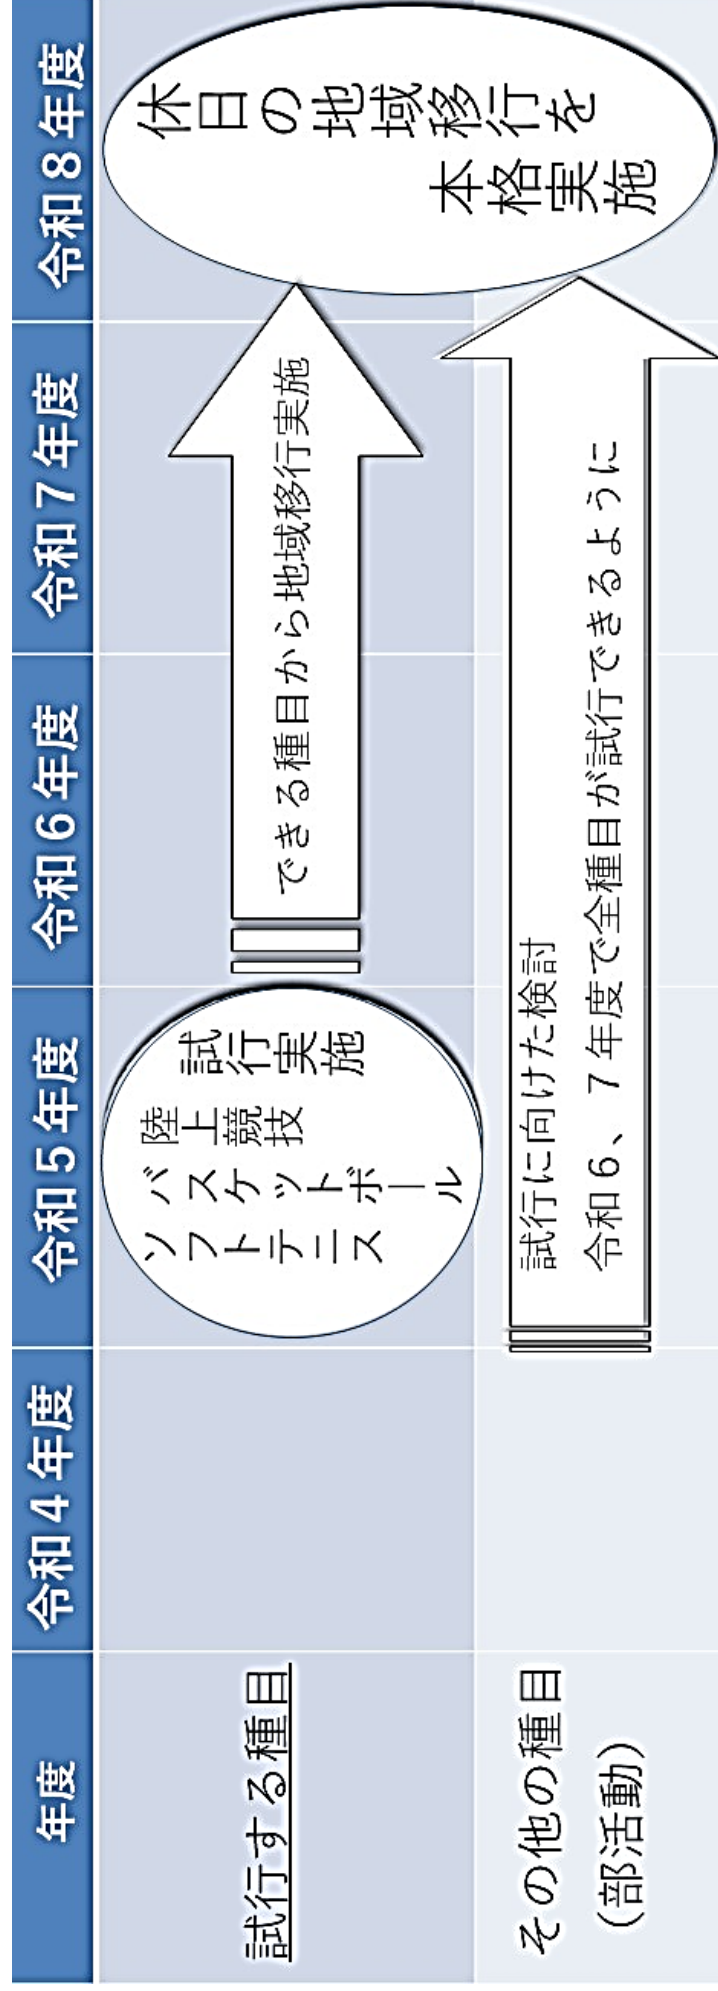 年度
令和４年度
令和５年度
令和６年度
令和７年度
令和８年度
試行する種目
試行実施
陸上競技
バスケットボール
ソフトテニス
できる種目から地域移行実施
休日の地域移行を
本格実施
その他の種目
（部活動）
試行に向けた検討
令和６、７年度で全種目が試行できるように